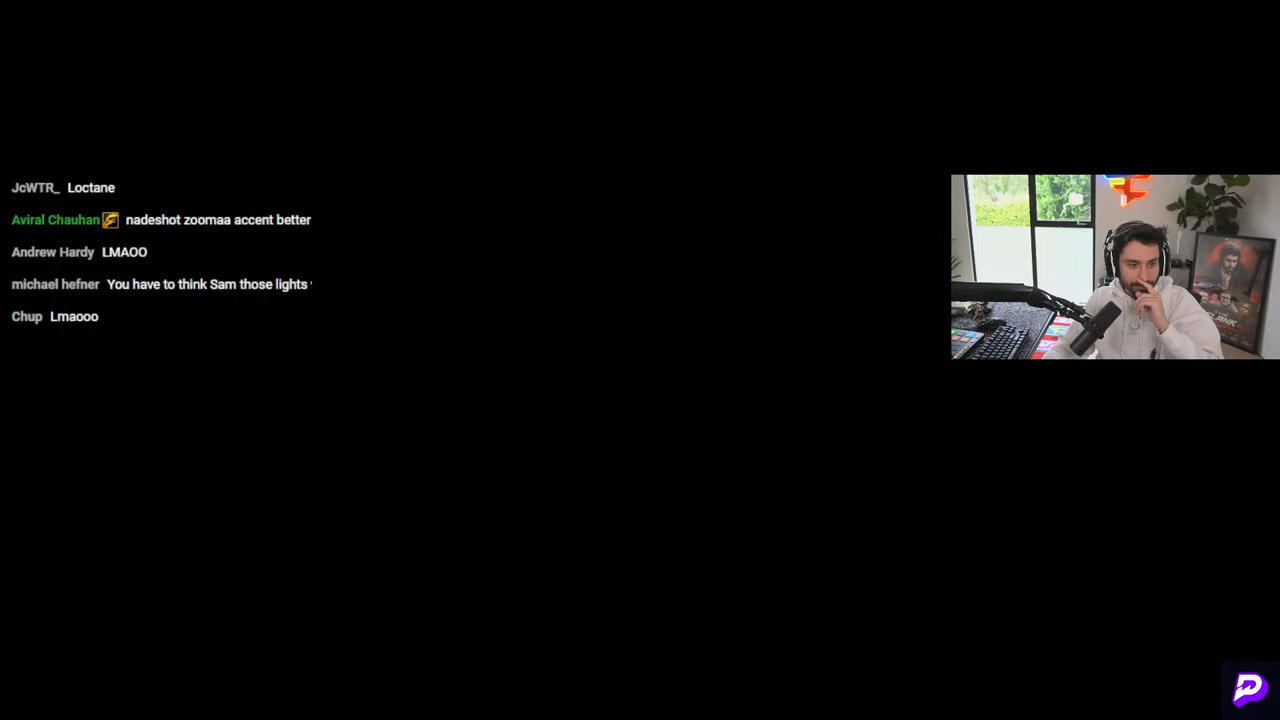 JcWTR_ Loctane
Aviral Chauhan nadeshot zoomaa accent better
Andrew Hardy LMAOO
michael hefner You have to think Sam those lights
Chup Lmaooo